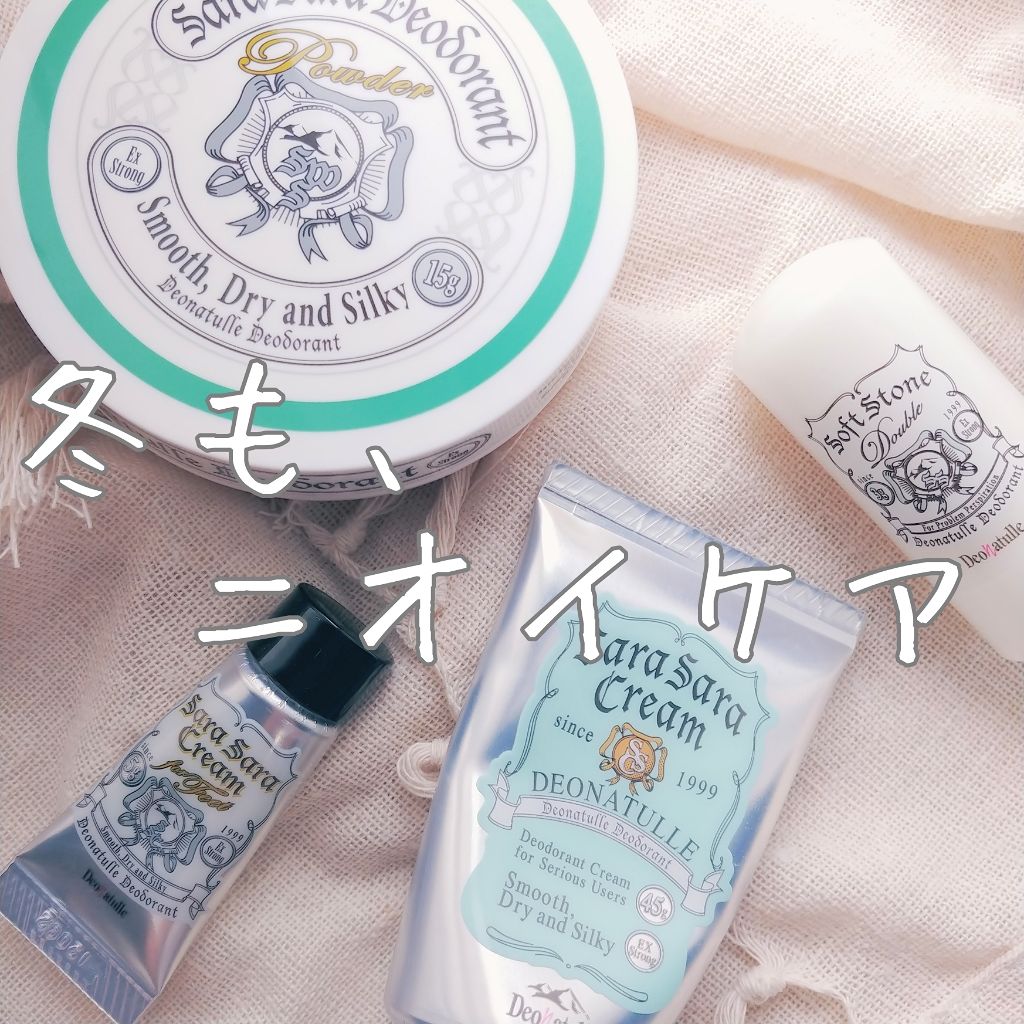 Sara Sara Deodorant
Powder
Ex
Strong
Smooth, Dry and Silky
15g
Deonatulle Deodorant
冬も、
ニオイケア
Soft Stone
Double
since
1999
Ex
Strong
For Problem Perspiration
Deonatulle Deodorant
Deonatulle
Sara Sara
Cream
for Foot
since
1999
Ex
Strong
Smooth, Dry and Silky
Deonatulle Deodorant
Deonatulle
Sara Sara
Cream
since
1999
DEONATULLE
Deonatulle Deodorant
Deodorant Cream
for Serious Users
45g
Smooth,
Dry and Silky
EX
Strong